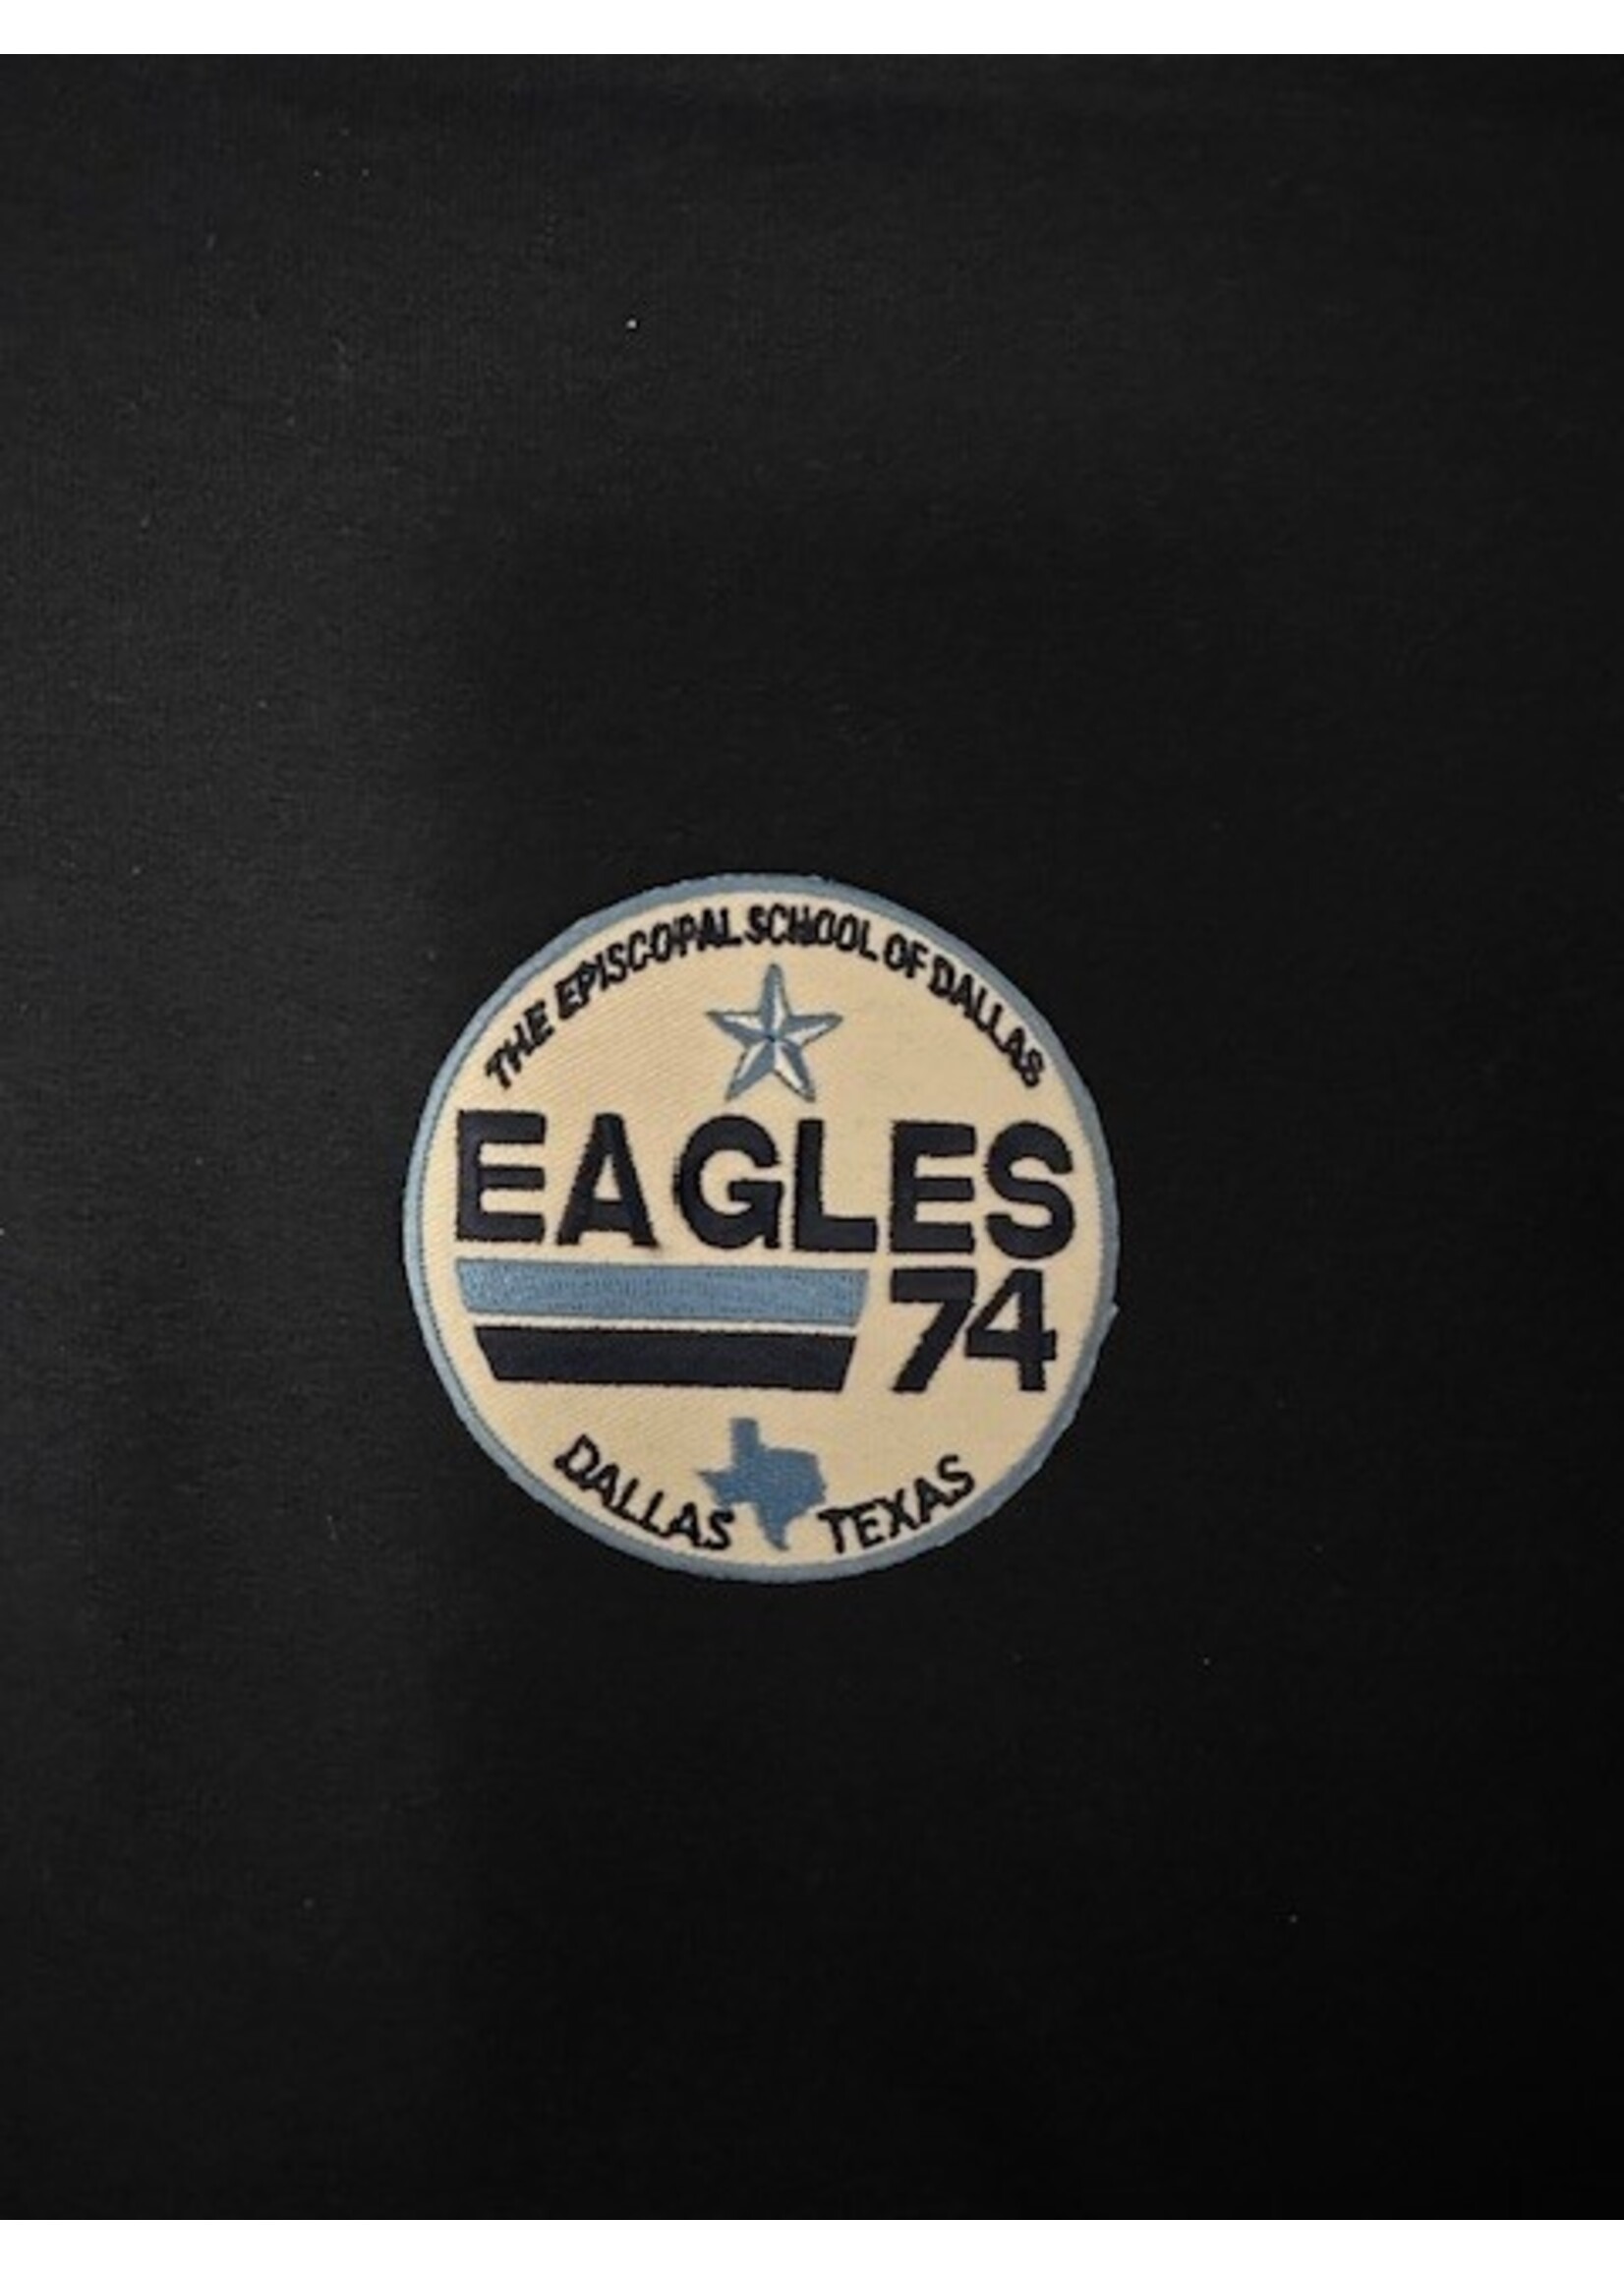 THE EPISCOPAL SCHOOL OF DALLAS
EAGLES
74
DALLAS TEXAS